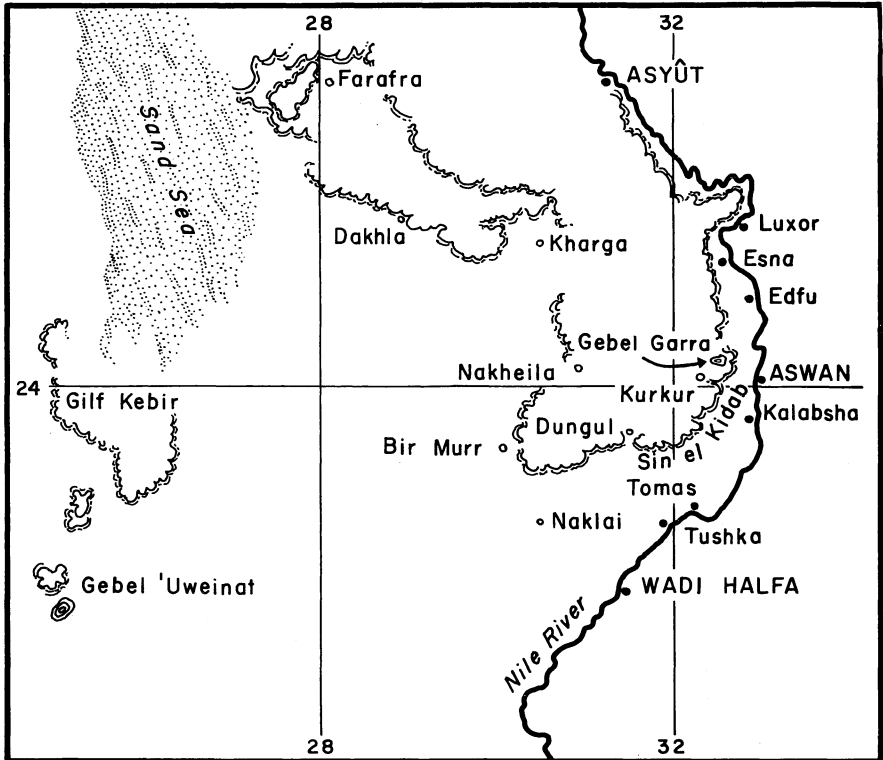 28
32
Farafra
ASYÛT
Sand Sea
Dakhla
Kharga
Luxor
Esna
Edfu
Gebel Garra
Nakheila
24
ASWAN
Kurkur
Gilf Kebir
Kalabsha
Dungul
Bir Murr
Sin el Kidab
Tomas
Naklai
Tushka
Gebel 'Uweinat
WADI HALFA
Nile River
28
32